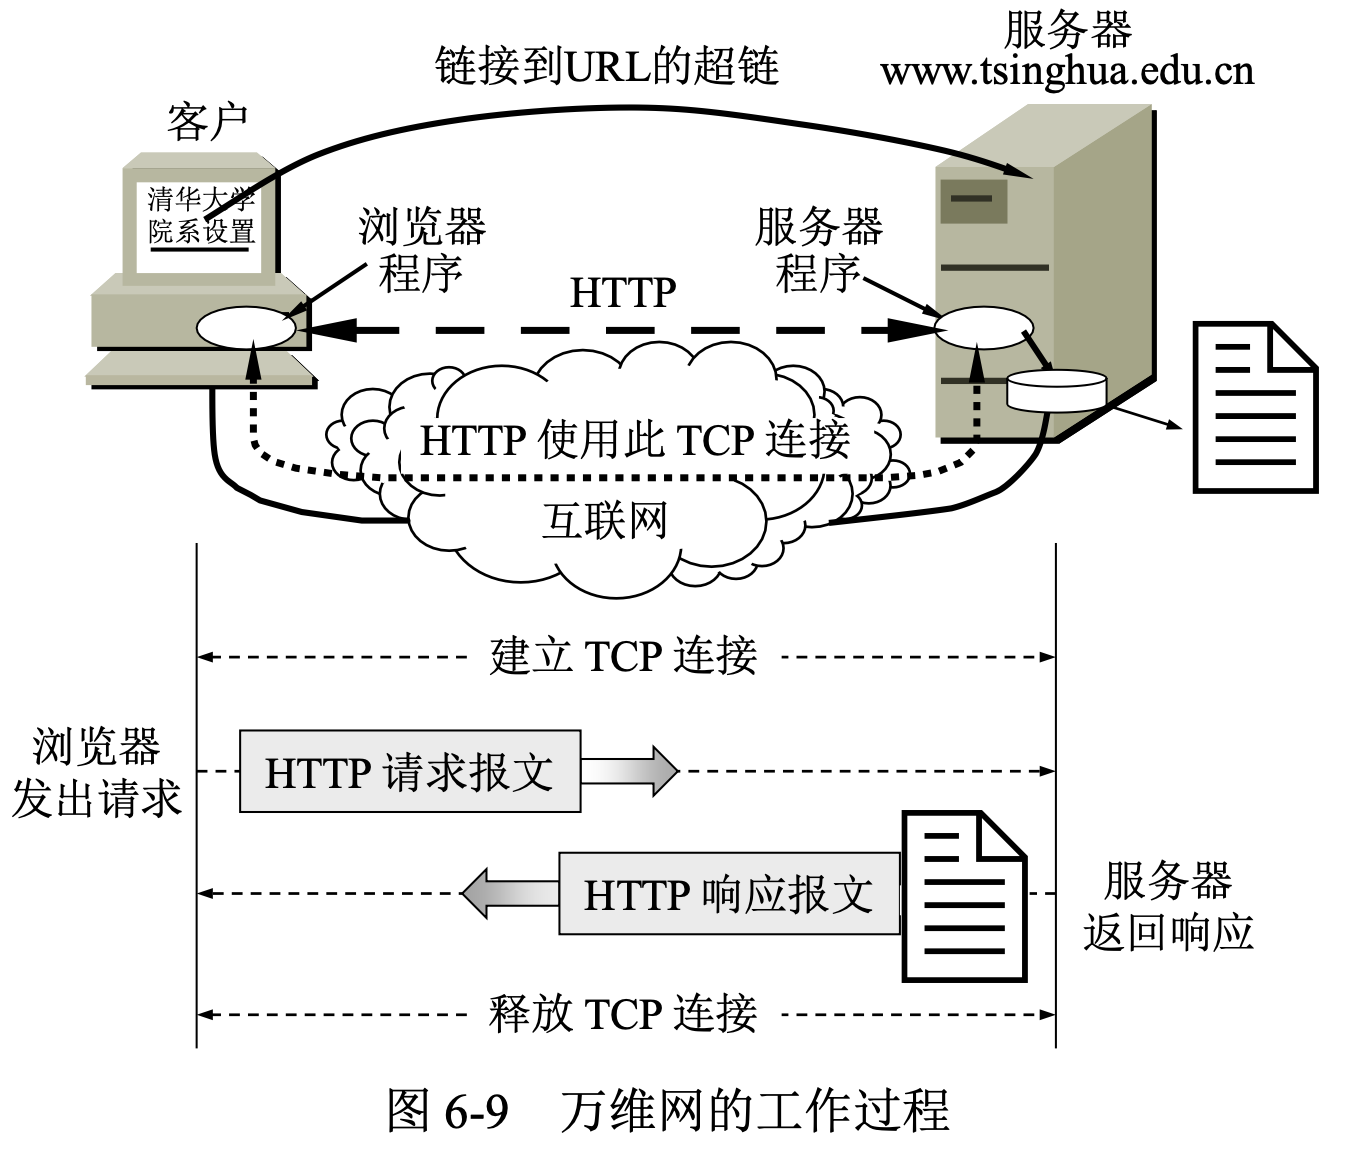 服务器
www.tsinghua.edu.cn
链接到URL的超链
客户
清华大学
院系设置
浏览器
程序
服务器
程序
HTTP
HTTP 使用此 TCP 连接
互联网
建立 TCP 连接
浏览器
发出请求
HTTP 请求报文
HTTP 响应报文
服务器
返回响应
释放 TCP 连接
图 6-9 万维网的工作过程